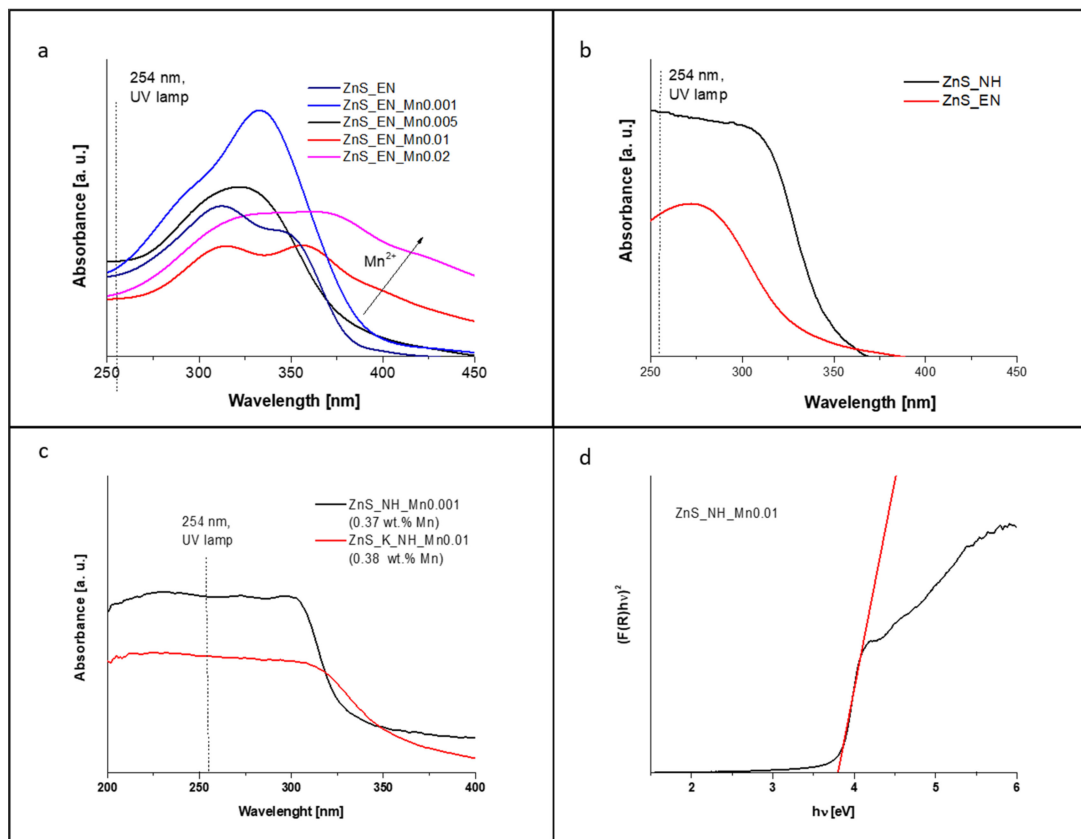 a
254 nm,
UV lamp
ZnS_EN
ZnS_EN_Mn0.001
ZnS_EN_Mn0.005
ZnS_EN_Mn0.01
ZnS_EN_Mn0.02
Mn²⁺
Absorbance [a. u.]
250 300 350 400 450
Wavelength [nm]
b
254 nm,
UV lamp
ZnS_NH
ZnS_EN
Absorbance [a. u.]
250 300 350 400 450
Wavelength [nm]
c
254 nm,
UV lamp
ZnS_NH_Mn0.001
(0.37 wt.% Mn)
ZnS_K_NH_Mn0.01
(0.38 wt.% Mn)
Absorbance [a. u.]
200 250 300 350 400
Wavelenght [nm]
d
ZnS_NH_Mn0.01
(F(R)hν)²
2 3 4 5 6
hν [eV]